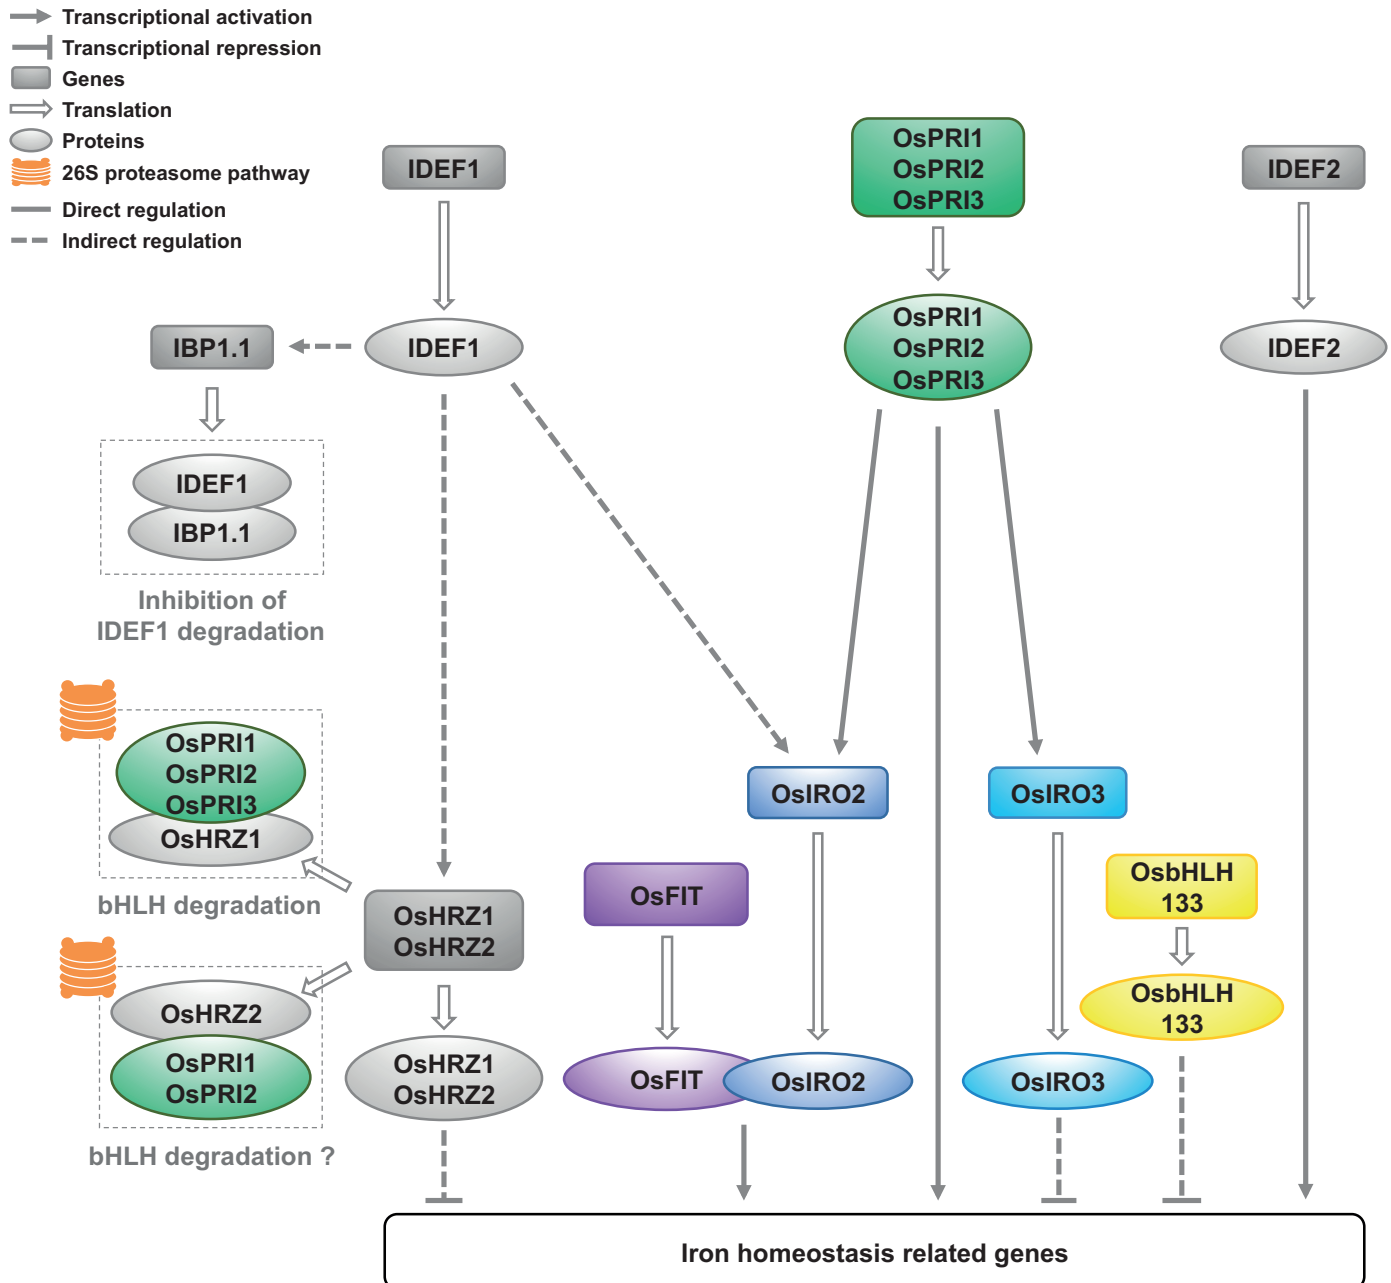 Transcriptional activation
Transcriptional repression
Genes
Translation
Proteins
26S proteasome pathway
Direct regulation
Indirect regulation
IDEF1
OsPRI1
OsPRI2
OsPRI3
IDEF2
IBP1.1
IDEF1
OsPRI1
OsPRI2
OsPRI3
IDEF2
IDEF1
IBP1.1
Inhibition of
IDEF1 degradation
OsPRI1
OsPRI2
OsPRI3
OsHRZ1
bHLH degradation
OsIRO2
OsIRO3
OsFIT
OsbHLH
133
OsHRZ1
OsHRZ2
OsHRZ2
OsPRI1
OsPRI2
bHLH degradation ?
OsHRZ1
OsHRZ2
OsFIT
OsIRO2
OsIRO3
OsbHLH
133
Iron homeostasis related genes